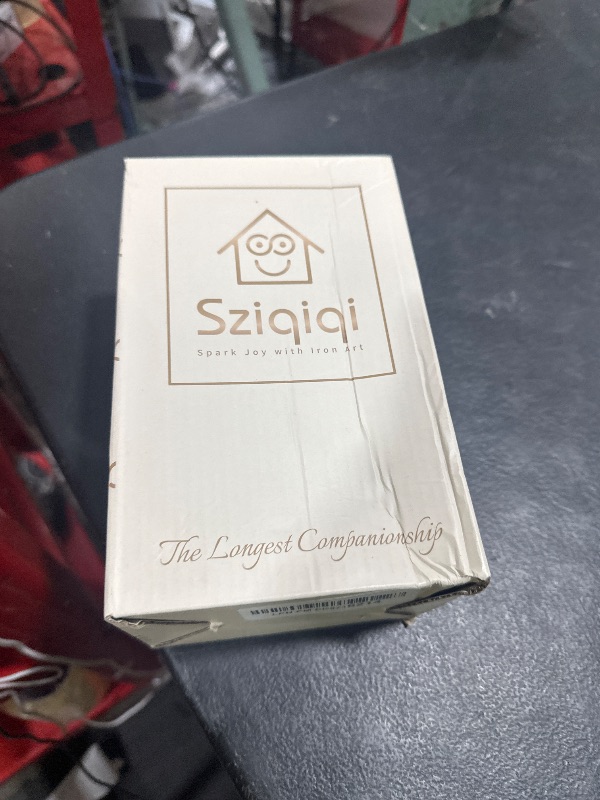 Sziqiqi
Spark Joy with Iron Art
The Longest Companionship